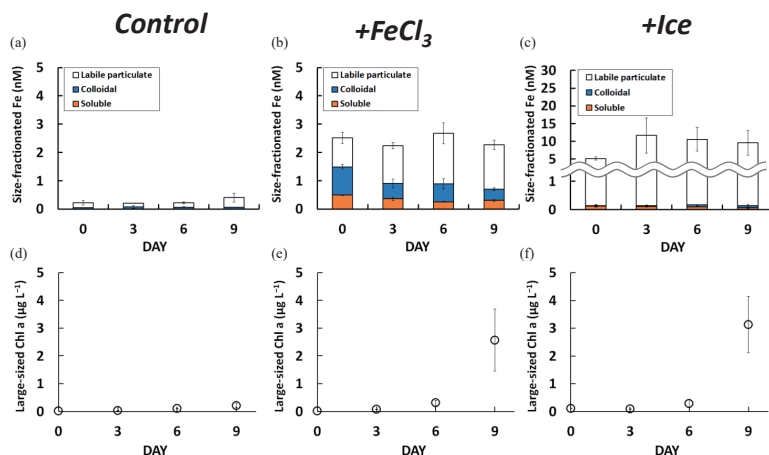 Control
+FeCl3
+Ice
(a)
Size-fractionated Fe (nM)
5
4
3
2
1
0
Labile particulate
Colloidal
Soluble
0 3 6 9
DAY
(b)
Size-fractionated Fe (nM)
5
4
3
2
1
0
Labile particulate
Colloidal
Soluble
0 3 6 9
DAY
(c)
Size-fractionated Fe (nM)
30
25
20
15
10
5
1
0
Labile particulate
Colloidal
Soluble
0 3 6 9
DAY
(d)
Large-sized Chl a (μg L−1)
5
4
3
2
1
0
0 3 6 9
DAY
(e)
Large-sized Chl a (μg L−1)
5
4
3
2
1
0
0 3 6 9
DAY
(f)
Large-sized Chl a (μg L−1)
5
4
3
2
1
0
0 3 6 9
DAY